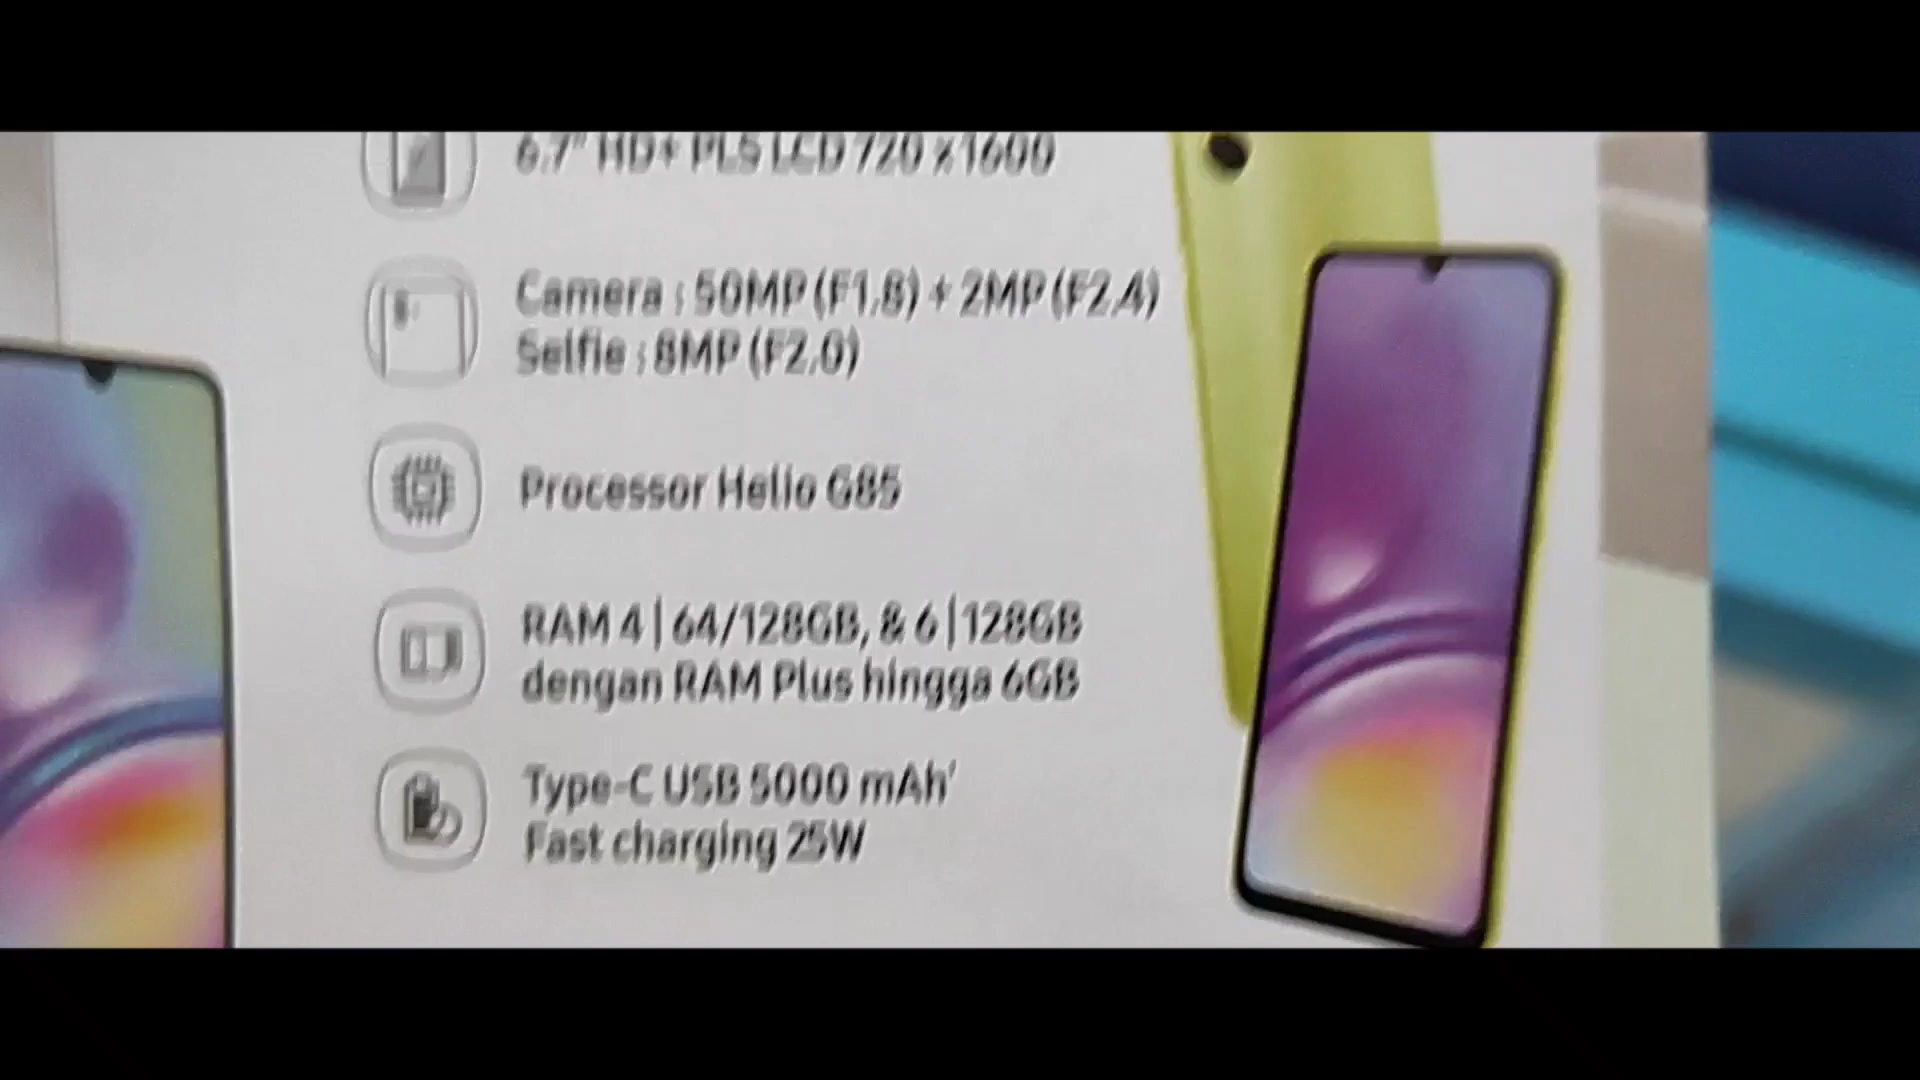 6.7" HD+ PLS LCD 720 x 1600
Camera : 50MP (F1.8) + 2MP (F2.4)
Selfie : 8MP (F2.0)
Processor Helio G85
RAM 4 | 64/128GB, & 6 | 128GB
dengan RAM Plus hingga 6GB
Type-C USB 5000 mAh'
Fast charging 25W